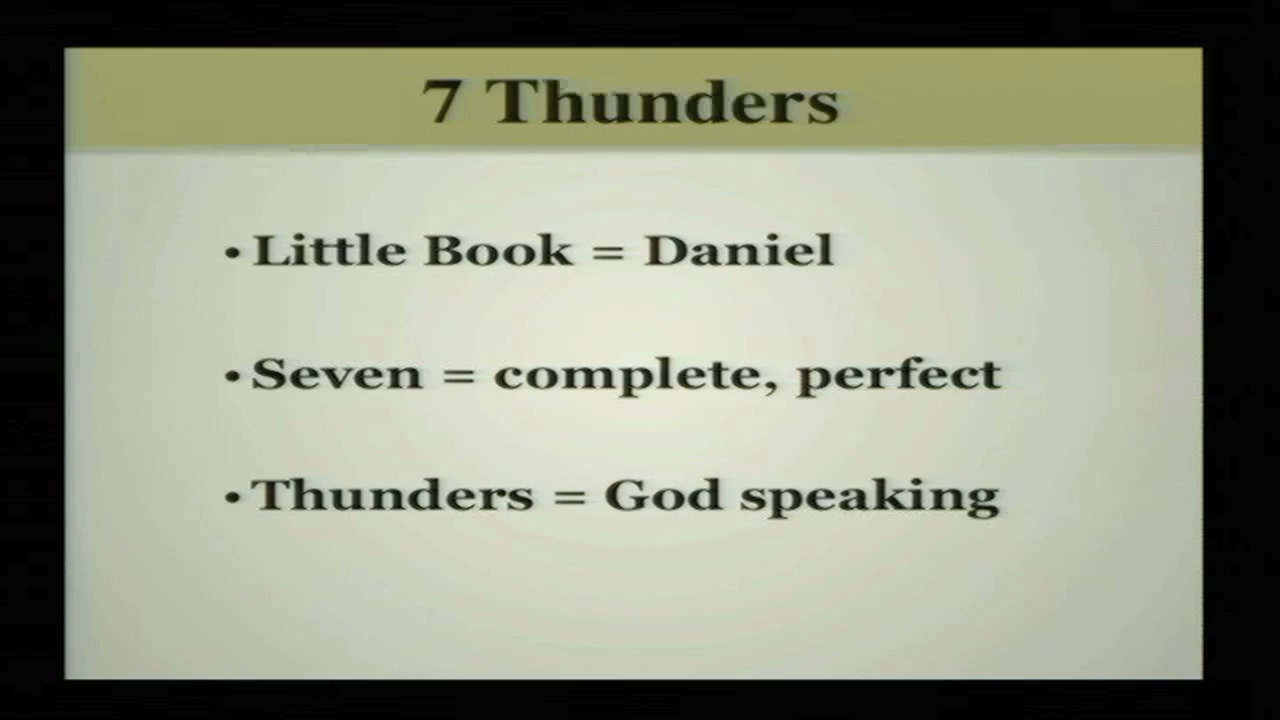 7 Thunders
• Little Book = Daniel
• Seven = complete, perfect
• Thunders = God speaking